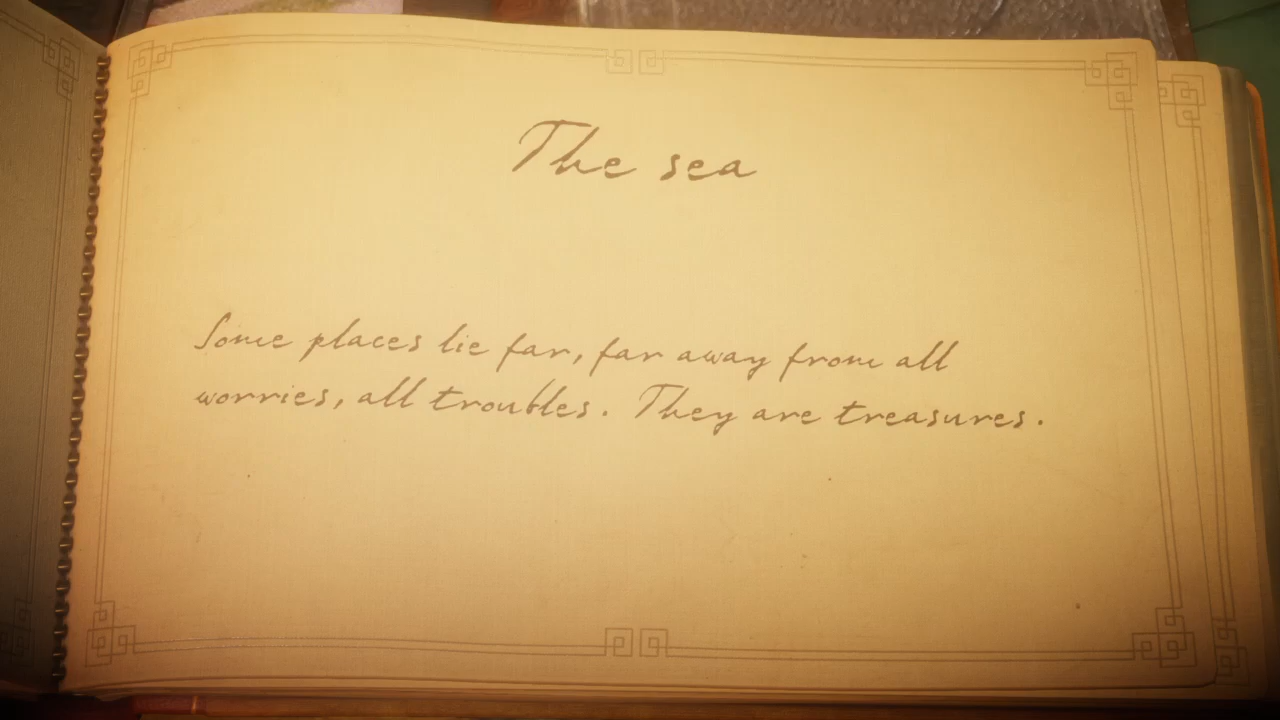 The sea
Some places lie far, far away from all
worries, all troubles. They are treasures.